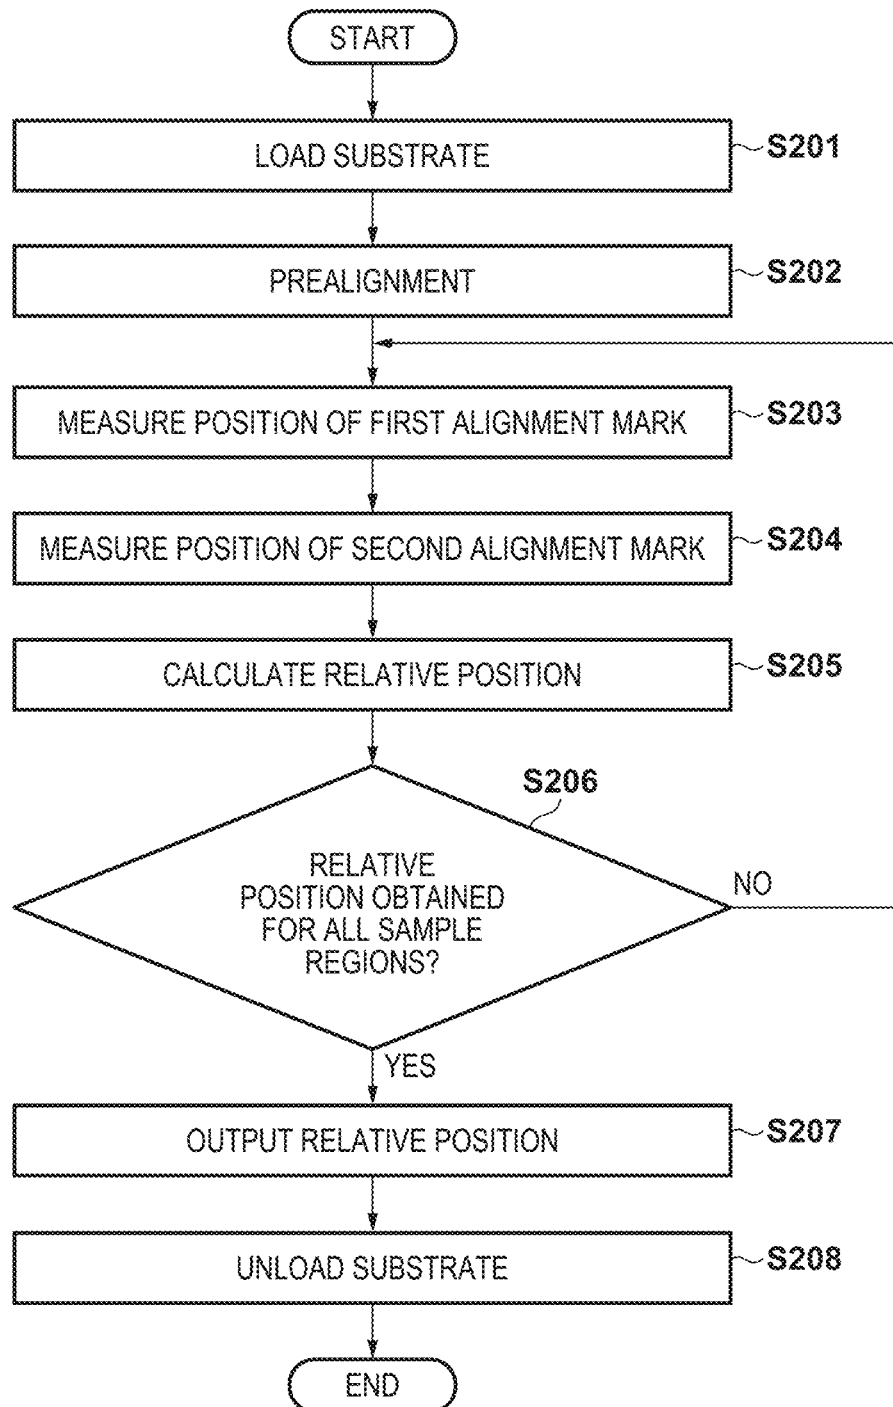 START
LOAD SUBSTRATE
S201
PREALIGNMENT
S202
MEASURE POSITION OF FIRST ALIGNMENT MARK
S203
MEASURE POSITION OF SECOND ALIGNMENT MARK
S204
CALCULATE RELATIVE POSITION
S205
S206
RELATIVE
POSITION OBTAINED
FOR ALL SAMPLE
REGIONS?
NO
YES
OUTPUT RELATIVE POSITION
S207
UNLOAD SUBSTRATE
S208
END